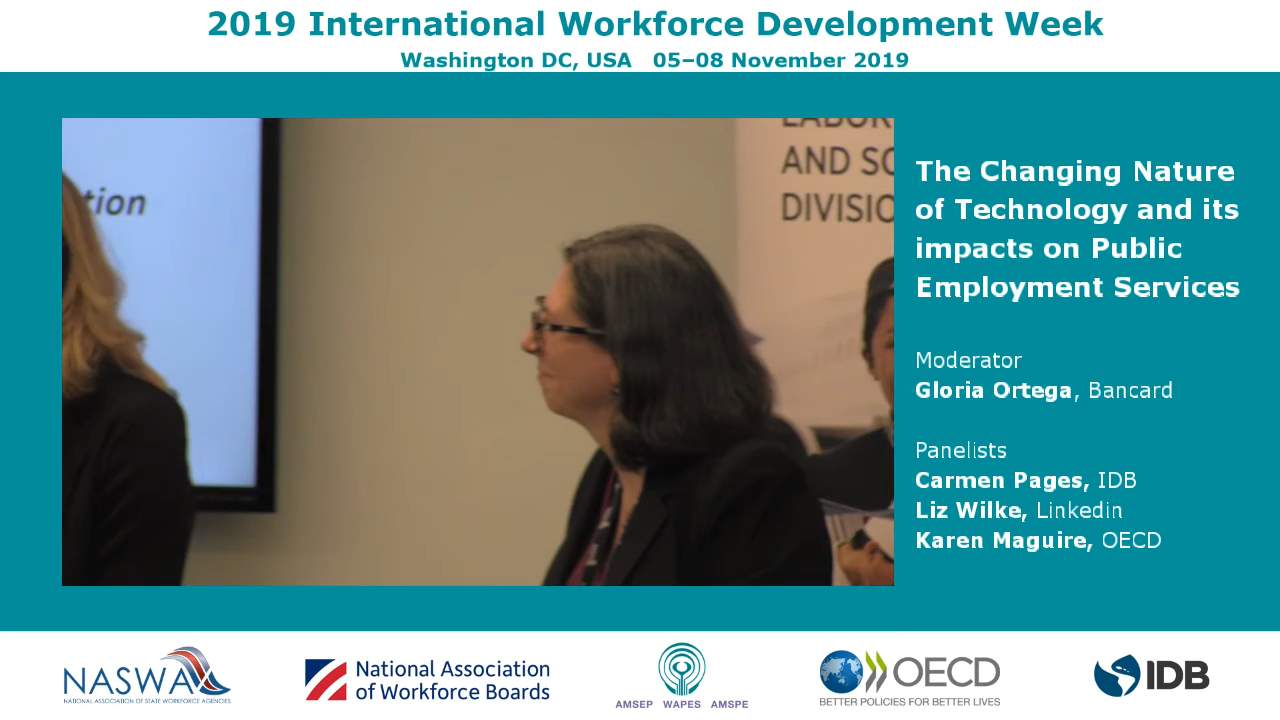 2019 International Workforce Development Week
Washington DC, USA 05–08 November 2019
tion
LABOR
AND SO
DIVISIO
The Changing Nature
of Technology and its
impacts on Public
Employment Services
Moderator
Gloria Ortega, Bancard
Panelists
Carmen Pages, IDB
Liz Wilke, Linkedin
Karen Maguire, OECD
NASWA
NATIONAL ASSOCIATION OF STATE WORKFORCE AGENCIES
National Association
of Workforce Boards
AMSEP WAPES AMSPE
OECD
BETTER POLICIES FOR BETTER LIVES
IDB